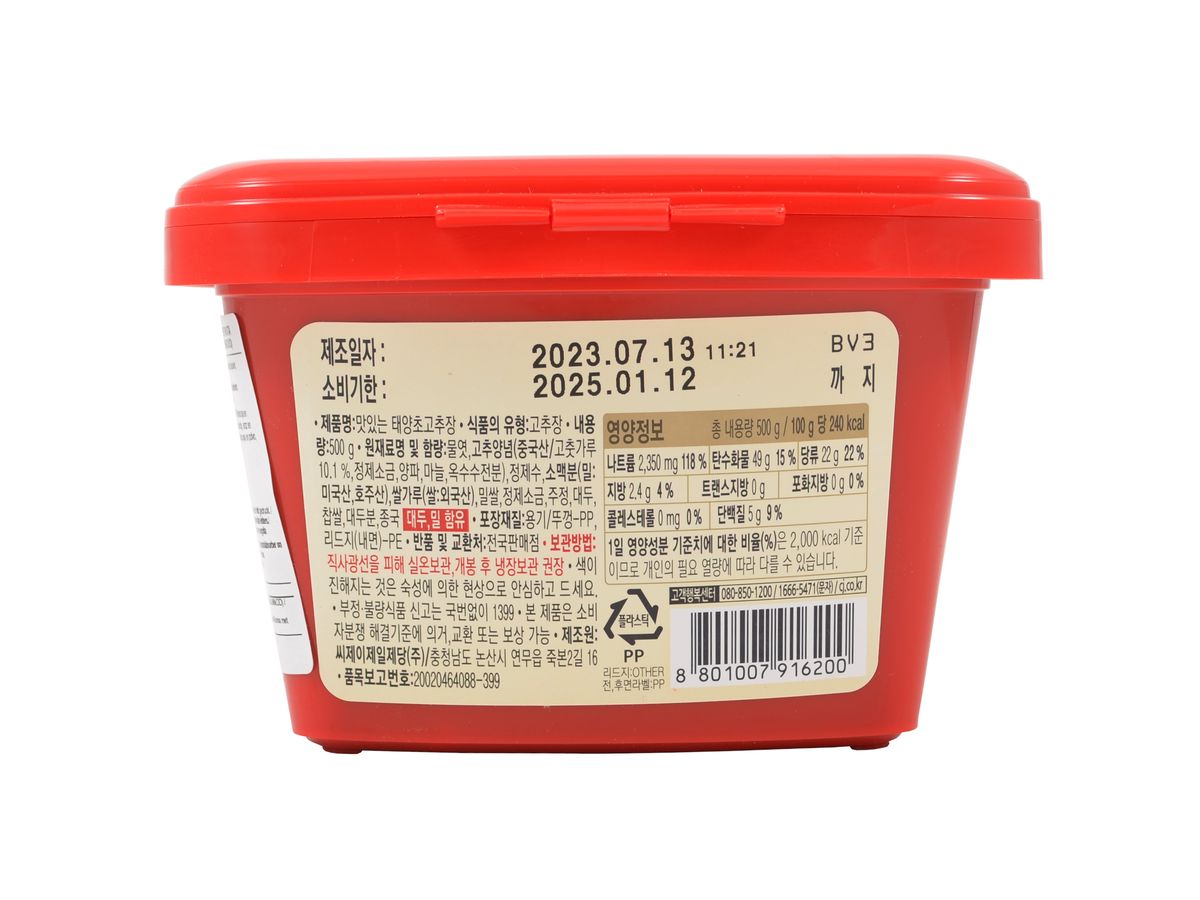 제조일자 : 2023.07.13 11:21 BV3
소비기한 : 2025.01.12 까지
• 제품명:맛있는 태양초고추장 • 식품의 유형:고추장 • 내용
량:500 g • 원재료명 및 함량:물엿,고추양념(중국산/고춧가루
10.1 %,정제소금,양파,마늘,옥수수전분),정제수,소맥분(밀:
미국산,호주산),쌀가루(쌀:외국산),밀쌀,정제소금,주정,대두,
찹쌀,대두분,종국 대두,밀 함유 • 포장재질:용기/뚜껑-PP,
리드지(내면)-PE • 반품 및 교환처:전국판매점 • 보관방법:
직사광선을 피해 실온보관,개봉 후 냉장보관 권장 • 색이
진해지는 것은 숙성에 의한 현상으로 안심하고 드세요.
• 부정·불량식품 신고는 국번없이 1399 • 본 제품은 소비
자분쟁 해결기준에 의거,교환 또는 보상 가능 • 제조원:
씨제이제일제당(주)/충청남도 논산시 연무읍 죽본2길 16
• 품목보고번호:20020464088-399
영양정보 총 내용량 500 g / 100 g 당 240 kcal
나트륨 2,350 mg 118 % 탄수화물 49 g 15 % 당류 22 g 22 %
지방 2.4 g 4 % 트랜스지방 0 g 포화지방 0 g 0 %
콜레스테롤 0 mg 0 % 단백질 5 g 9 %
1일 영양성분 기준치에 대한 비율(%)은 2,000 kcal 기준
이므로 개인의 필요 열량에 따라 다를 수 있습니다.
고객행복센터 080-850-1200 / 1666-5471(문자) / cj.co.kr
플라스틱
PP
리드지:OTHER
전,후면라벨:PP
8 801007 916200